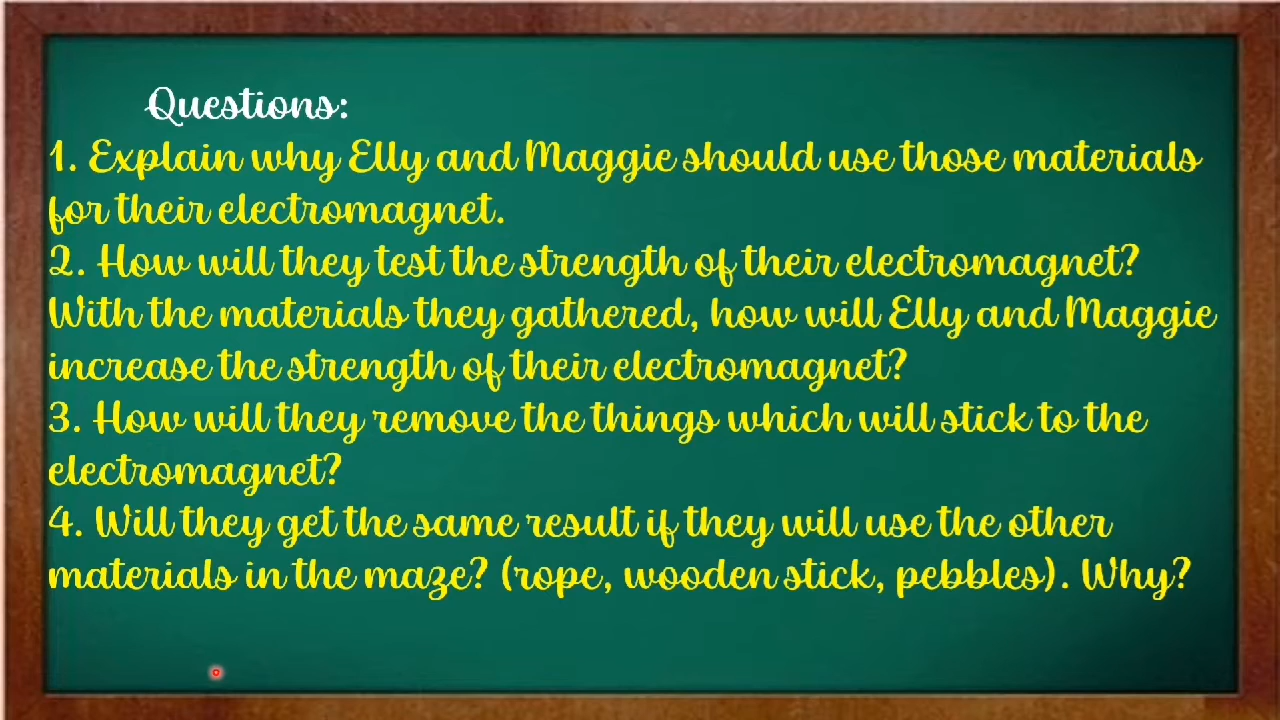 Questions:
1. Explain why Elly and Maggie should use those materials
for their electromagnet.
2. How will they test the strength of their electromagnet?
With the materials they gathered, how will Elly and Maggie
increase the strength of their electromagnet?
3. How will they remove the things which will stick to the
electromagnet?
4. Will they get the same result if they will use the other
materials in the maze? (rope, wooden stick, pebbles). Why?